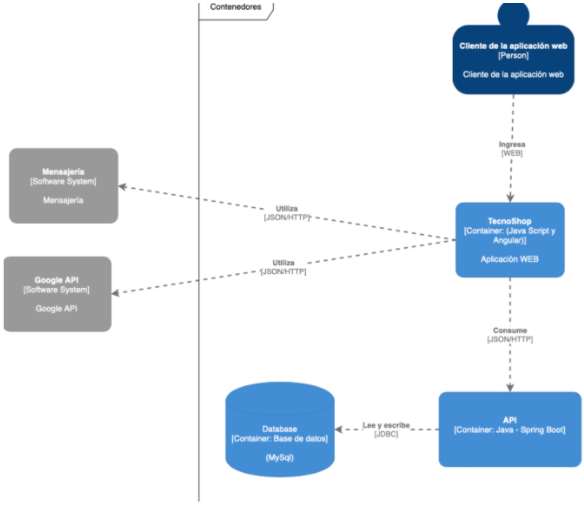 Contenedores
Cliente de la aplicación web
[Person]
Cliente de la aplicación web
Ingresa
[WEB]
Mensajería
[Software System]
Mensajería
Utiliza
[JSON/HTTP]
TecnoShop
[Container: (Java Script y
Angular)]
Aplicación WEB
Google API
[Software System]
Google API
Utiliza
[JSON/HTTP]
Consume
[JSON/HTTP]
Database
[Container: Base de datos]
(MySql)
Lee y escribe
[JDBC]
API
[Container: Java - Spring Boot]